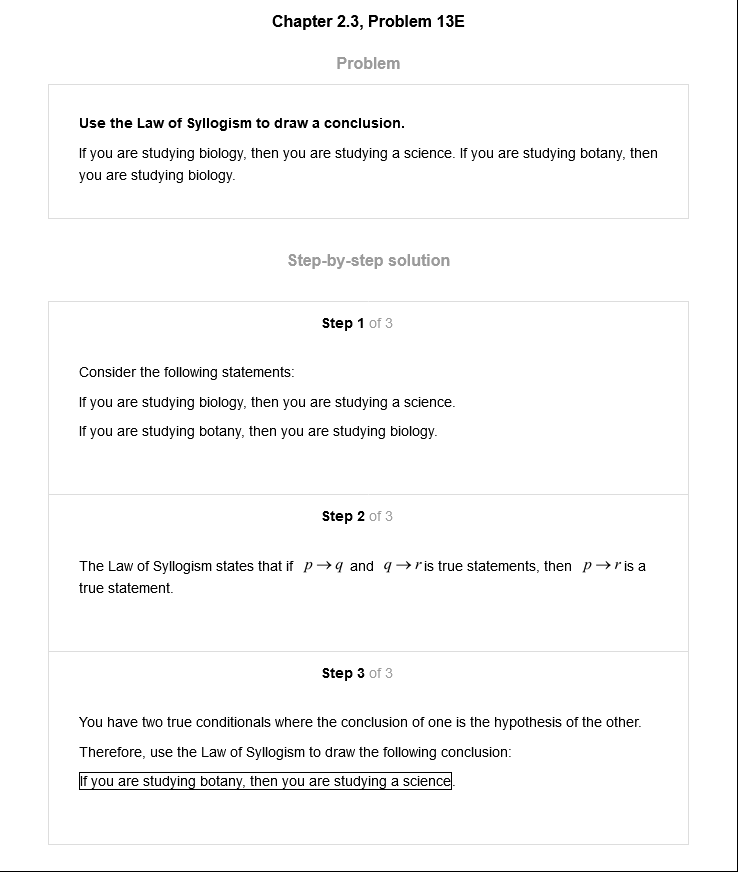 Chapter 2.3, Problem 13E
Problem
Use the Law of Syllogism to draw a conclusion.
If you are studying biology, then you are studying a science. If you are studying botany, then
you are studying biology.
Step-by-step solution
Step 1 of 3
Consider the following statements:
If you are studying biology, then you are studying a science.
If you are studying botany, then you are studying biology.
Step 2 of 3
The Law of Syllogism states that if p→q and q→r is true statements, then p→r is a
true statement.
Step 3 of 3
You have two true conditionals where the conclusion of one is the hypothesis of the other.
Therefore, use the Law of Syllogism to draw the following conclusion:
If you are studying botany, then you are studying a science.